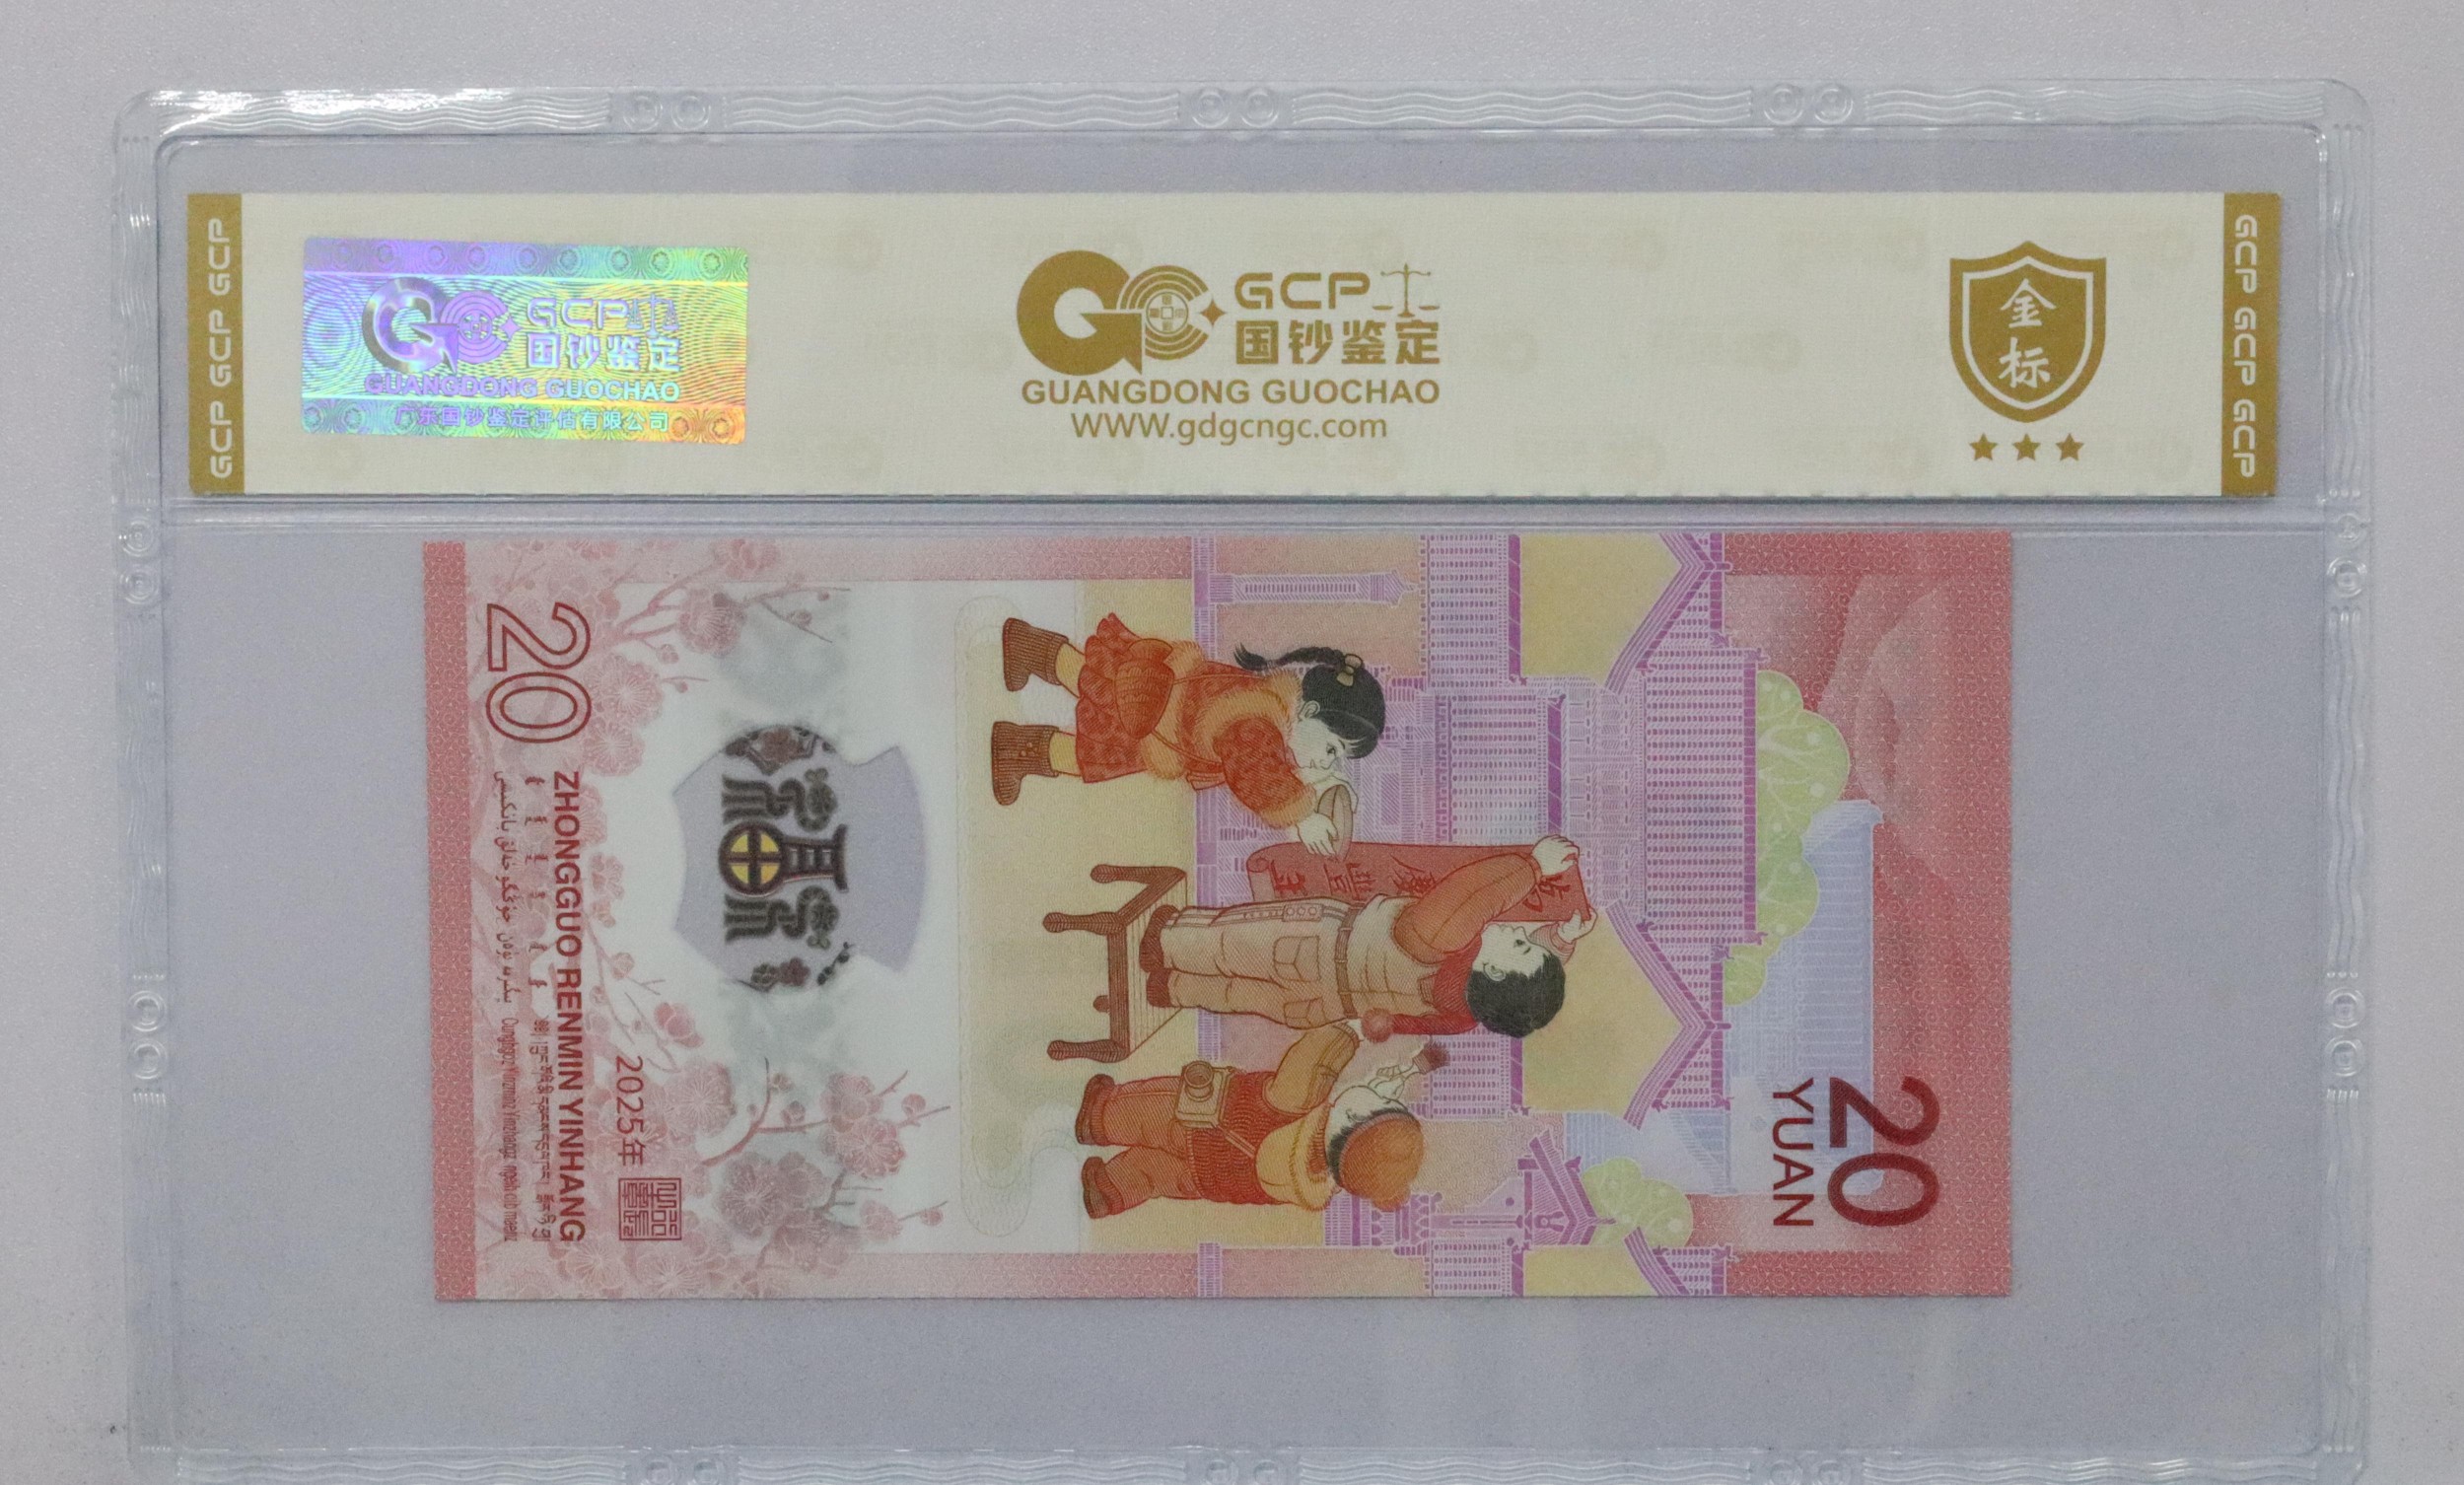 GCP GCP GCP
GCP
国钞鉴定
GUANGDONG GUOCHAO
广东国钞鉴定评估有限公司
GCP
国钞鉴定
GUANGDONG GUOCHAO
WWW.gdgcngc.com
金
标
GCP GCP GCP
20
YUAN
20
ZHONGGUO RENMIN YINHANG
2025年